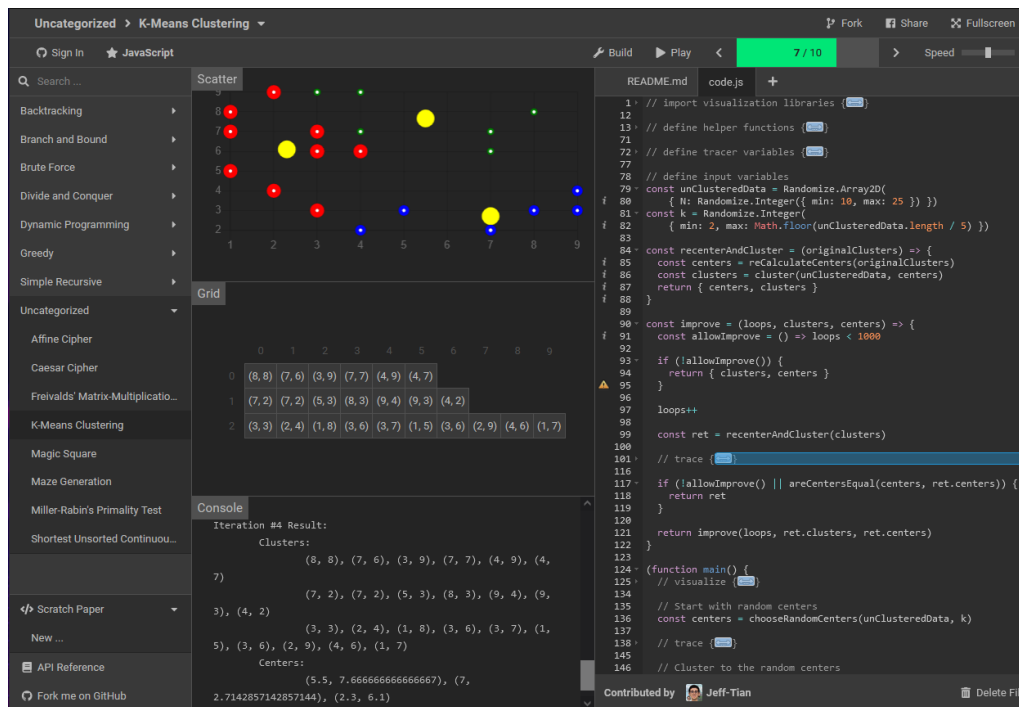 Uncategorized > K-Means Clustering
Fork
Share
Fullscreen
Sign In
JavaScript
Build
Play
7 / 10
Speed
Search ...
Backtracking
Branch and Bound
Brute Force
Divide and Conquer
Dynamic Programming
Greedy
Simple Recursive
Uncategorized
Affine Cipher
Caesar Cipher
Freivalds' Matrix-Multiplicatio...
K-Means Clustering
Magic Square
Maze Generation
Miller-Rabin's Primality Test
Shortest Unsorted Continuou...
</> Scratch Paper
New ...
API Reference
Fork me on GitHub
Scatter
9
8
7
6
5
4
3
2
1 2 3 4 5 6 7 8 9
Grid
0 1 2 3 4 5 6 7 8 9
0 (8, 8) (7, 6) (3, 9) (7, 7) (4, 9) (4, 7)
1 (7, 2) (7, 2) (5, 3) (8, 3) (9, 4) (9, 3) (4, 2)
2 (3, 3) (2, 4) (1, 8) (3, 6) (3, 7) (1, 5) (3, 6) (2, 9) (4, 6) (1, 7)
Console
Iteration #4 Result:
Clusters:
(8, 8), (7, 6), (3, 9), (7, 7), (4, 9), (4,
7)
(7, 2), (7, 2), (5, 3), (8, 3), (9, 4), (9,
3), (4, 2)
(3, 3), (2, 4), (1, 8), (3, 6), (3, 7), (1,
5), (3, 6), (2, 9), (4, 6), (1, 7)
Centers:
(5.5, 7.666666666666667), (7,
2.7142857142857144), (2.3, 6.1)
README.md
code.js
+
1 // import visualization libraries {
12
13 // define helper functions {
71
72 // define tracer variables {
77
78 // define input variables
79 const unClusteredData = Randomize.Array2D(
i 80 { N: Randomize.Integer({ min: 10, max: 25 }) })
81 const k = Randomize.Integer(
i 82 { min: 2, max: Math.floor(unClusteredData.length / 5) })
83
84 const recenterAndCluster = (originalClusters) => {
i 85 const centers = reCalculateCenters(originalClusters)
i 86 const clusters = cluster(unClusteredData, centers)
i 87 return { centers, clusters }
i 88 }
89
90 const improve = (loops, clusters, centers) => {
i 91 const allowImprove = () => loops < 1000
92
93 if (!allowImprove()) {
94 return { clusters, centers }
95 }
96
97 loops++
98
99 const ret = recenterAndCluster(clusters)
100
101 // trace {}
116
117 if (!allowImprove() || areCentersEqual(centers, ret.centers)) {
118 return ret
119 }
120
121 return improve(loops, ret.clusters, ret.centers)
122 }
123
124 (function main() {
125 // visualize {}
134
135 // Start with random centers
136 const centers = chooseRandomCenters(unClusteredData, k)
137
138 // trace {}
145
146 // Cluster to the random centers
Contributed by Jeff-Tian
Delete Fil